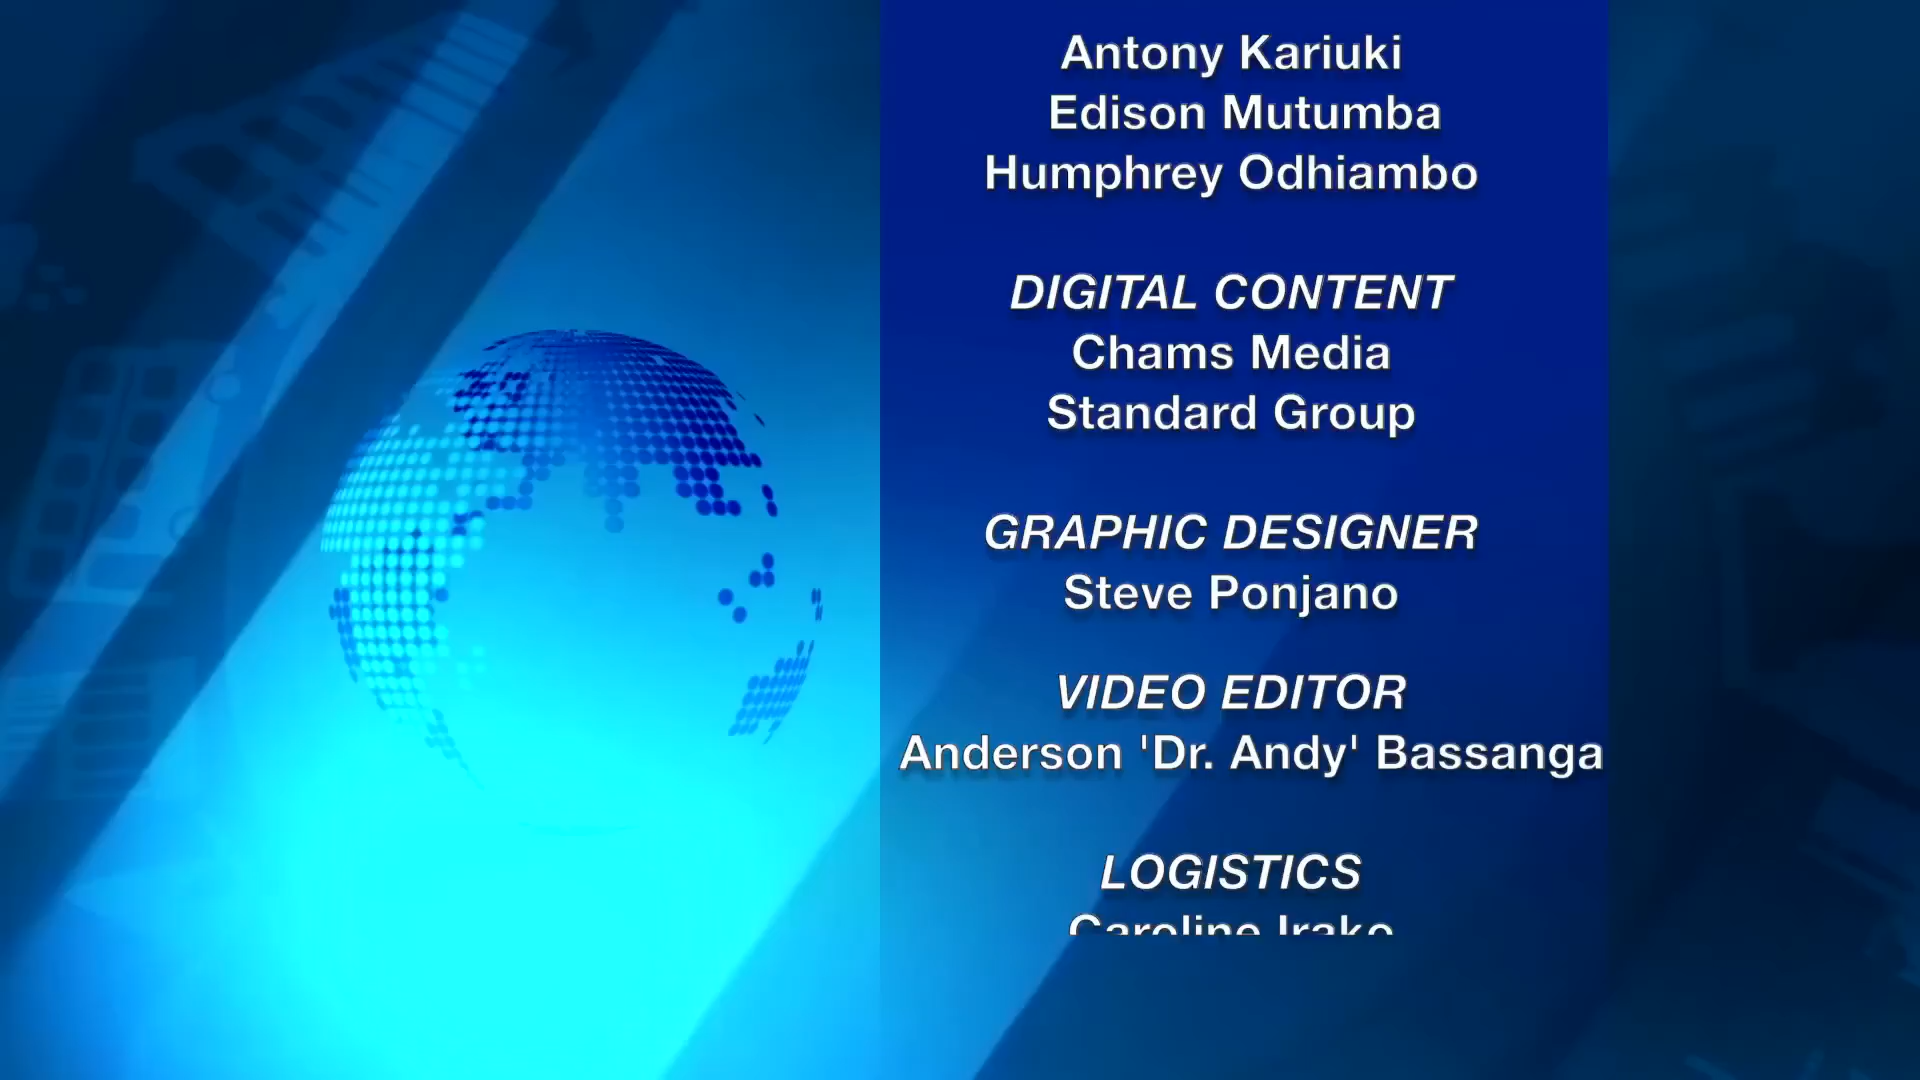 Antony Kariuki
Edison Mutumba
Humphrey Odhiambo
DIGITAL CONTENT
Chams Media
Standard Group
GRAPHIC DESIGNER
Steve Ponjano
VIDEO EDITOR
Anderson 'Dr. Andy' Bassanga
LOGISTICS
Caroline